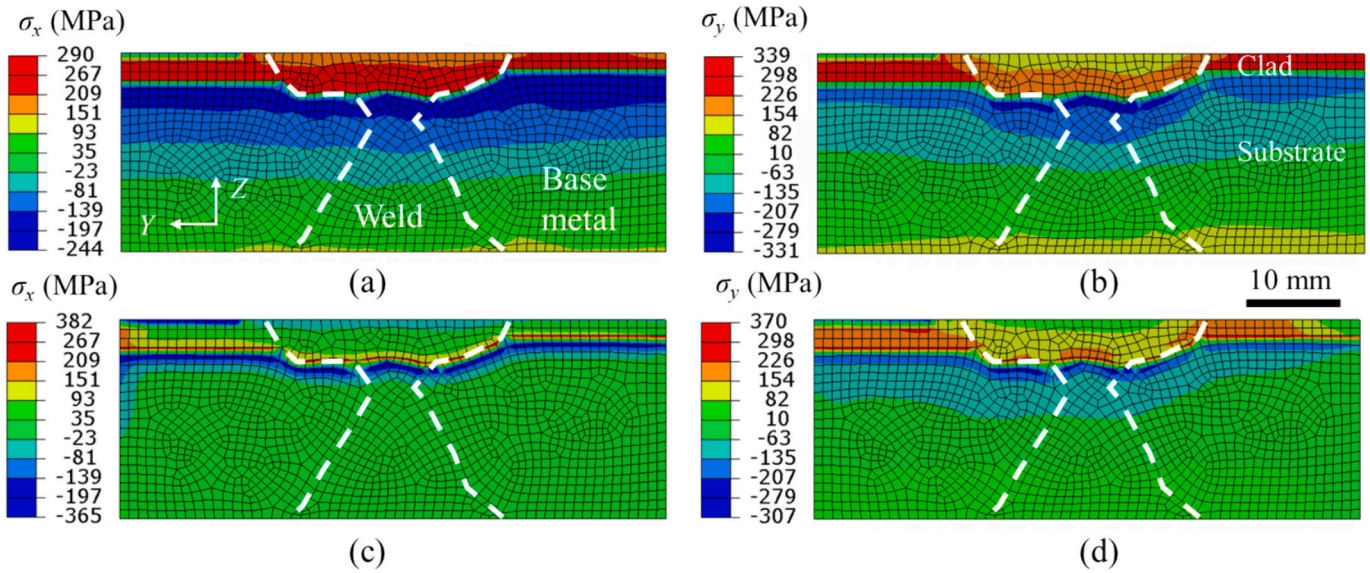 σx (MPa)
290
267
209
151
93
35
-23
-81
-139
-197
-244
Z
Y
Weld
Base
metal
(a)
σy (MPa)
339
298
226
154
82
10
-63
-135
-207
-279
-331
Clad
Substrate
(b)
10 mm
σx (MPa)
382
267
209
151
93
35
-23
-81
-139
-197
-365
(c)
σy (MPa)
370
298
226
154
82
10
-63
-135
-207
-279
-307
(d)